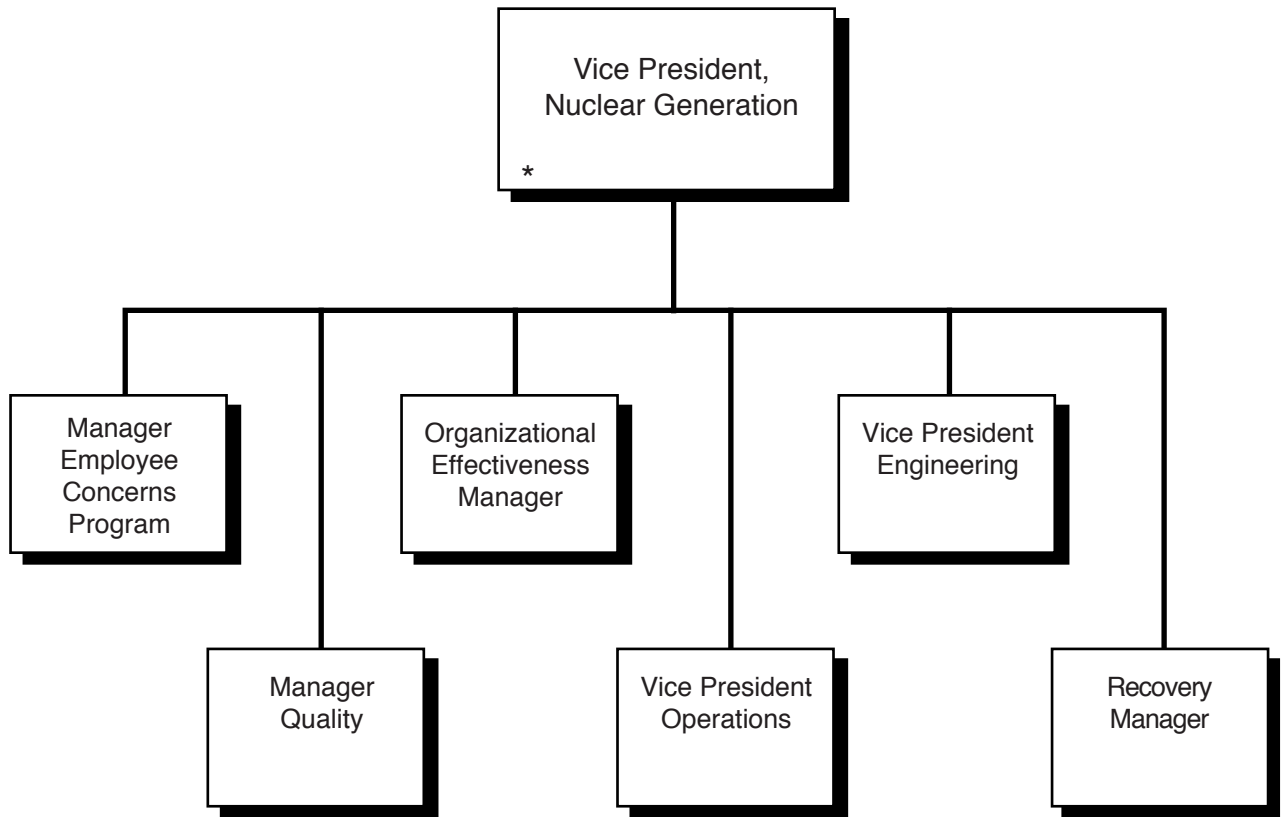 Vice President,
Nuclear Generation
*
Manager
Employee
Concerns
Program
Organizational
Effectiveness
Manager
Vice President
Engineering
Manager
Quality
Vice President
Operations
Recovery
Manager